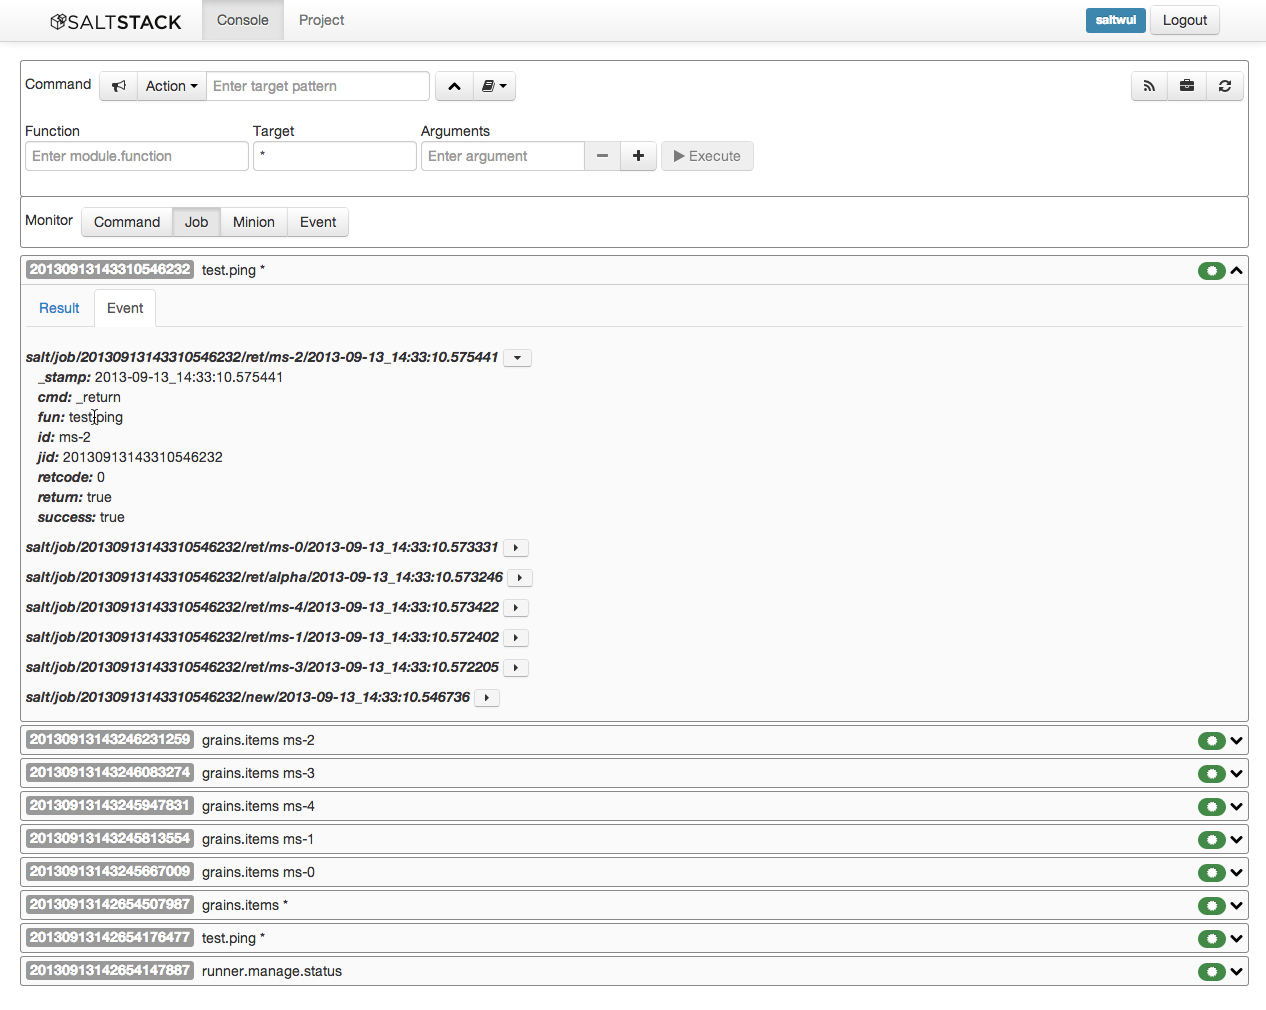 SALTSTACK Console Project saltwui Logout
Command Action Enter target pattern
Function Target Arguments
Enter module.function * Enter argument Execute
Monitor Command Job Minion Event
20130913143310546232 test.ping *
Result Event
salt/job/20130913143310546232/ret/ms-2/2013-09-13_14:33:10.575441
_stamp: 2013-09-13_14:33:10.575441
cmd: _return
fun: test.ping
id: ms-2
jid: 20130913143310546232
retcode: 0
return: true
success: true
salt/job/20130913143310546232/ret/ms-0/2013-09-13_14:33:10.573331
salt/job/20130913143310546232/ret/alpha/2013-09-13_14:33:10.573246
salt/job/20130913143310546232/ret/ms-4/2013-09-13_14:33:10.573422
salt/job/20130913143310546232/ret/ms-1/2013-09-13_14:33:10.572402
salt/job/20130913143310546232/ret/ms-3/2013-09-13_14:33:10.572205
salt/job/20130913143310546232/new/2013-09-13_14:33:10.546736
20130913143246231259 grains.items ms-2
20130913143246083274 grains.items ms-3
20130913143245947831 grains.items ms-4
20130913143245813554 grains.items ms-1
20130913143245667009 grains.items ms-0
20130913142654507987 grains.items *
20130913142654176477 test.ping *
20130913142654147887 runner.manage.status